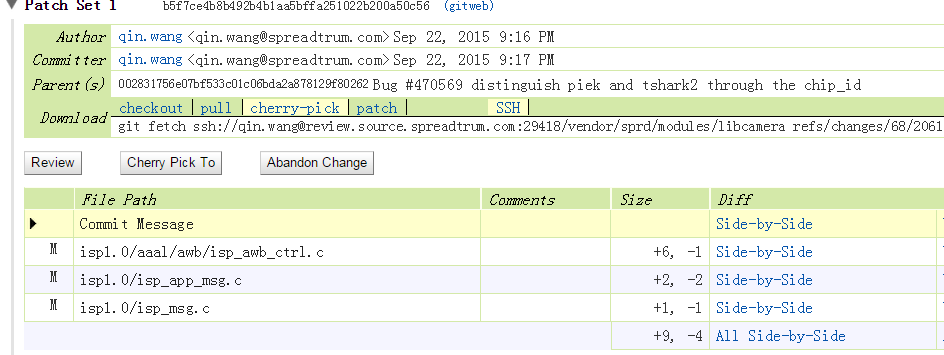 Patch Set 1 b5f7ce4b8b492b4b1aa5bffa251022b200a50c56 (gitweb)
Author qin.wang <qin.wang@spreadtrum.com> Sep 22, 2015 9:16 PM
Committer qin.wang <qin.wang@spreadtrum.com> Sep 22, 2015 9:17 PM
Parent(s) 002831756e07bf533c01c06bda2a878129f80262 Bug #470569 distinguish piek and tshark2 through the chip_id
Download checkout | pull | cherry-pick | patch | SSH |
git fetch ssh://qin.wang@review.source.spreadtrum.com:29418/vendor/sprd/modules/libcamera refs/changes/68/2061
Review Cherry Pick To Abandon Change
File Path Comments Size Diff
Commit Message Side-by-Side
M isp1.0/aaal/awb/isp_awb_ctrl.c +6, -1 Side-by-Side
M isp1.0/isp_app_msg.c +2, -2 Side-by-Side
M isp1.0/isp_msg.c +1, -1 Side-by-Side
+9, -4 All Side-by-Side